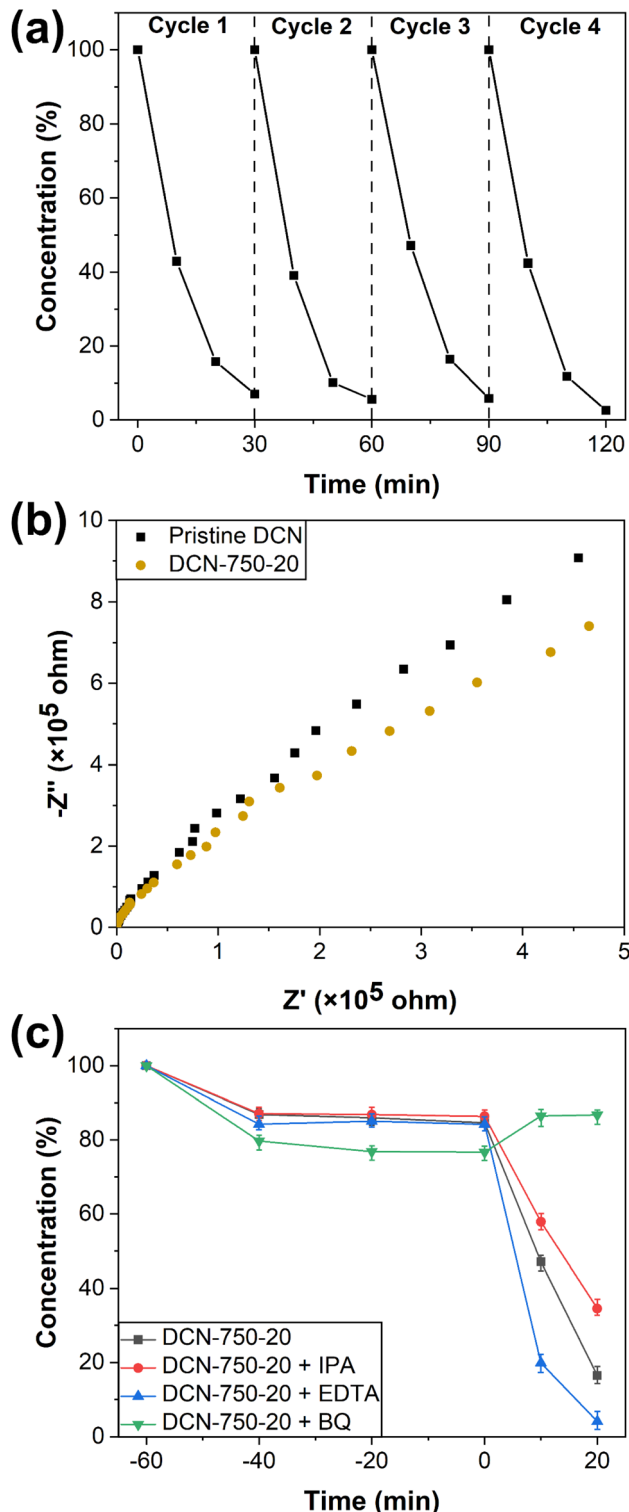 (a)
Cycle 1 Cycle 2 Cycle 3 Cycle 4
100
80
60
40
20
0
Concentration (%)
0 30 60 90 120
Time (min)
(b)
10
8
6
4
2
0
-Z'' (×10⁵ ohm)
Pristine DCN
DCN-750-20
0 1 2 3 4 5
Z' (×10⁵ ohm)
(c)
100
80
60
40
20
0
Concentration (%)
DCN-750-20
DCN-750-20 + IPA
DCN-750-20 + EDTA
DCN-750-20 + BQ
-60 -40 -20 0 20
Time (min)